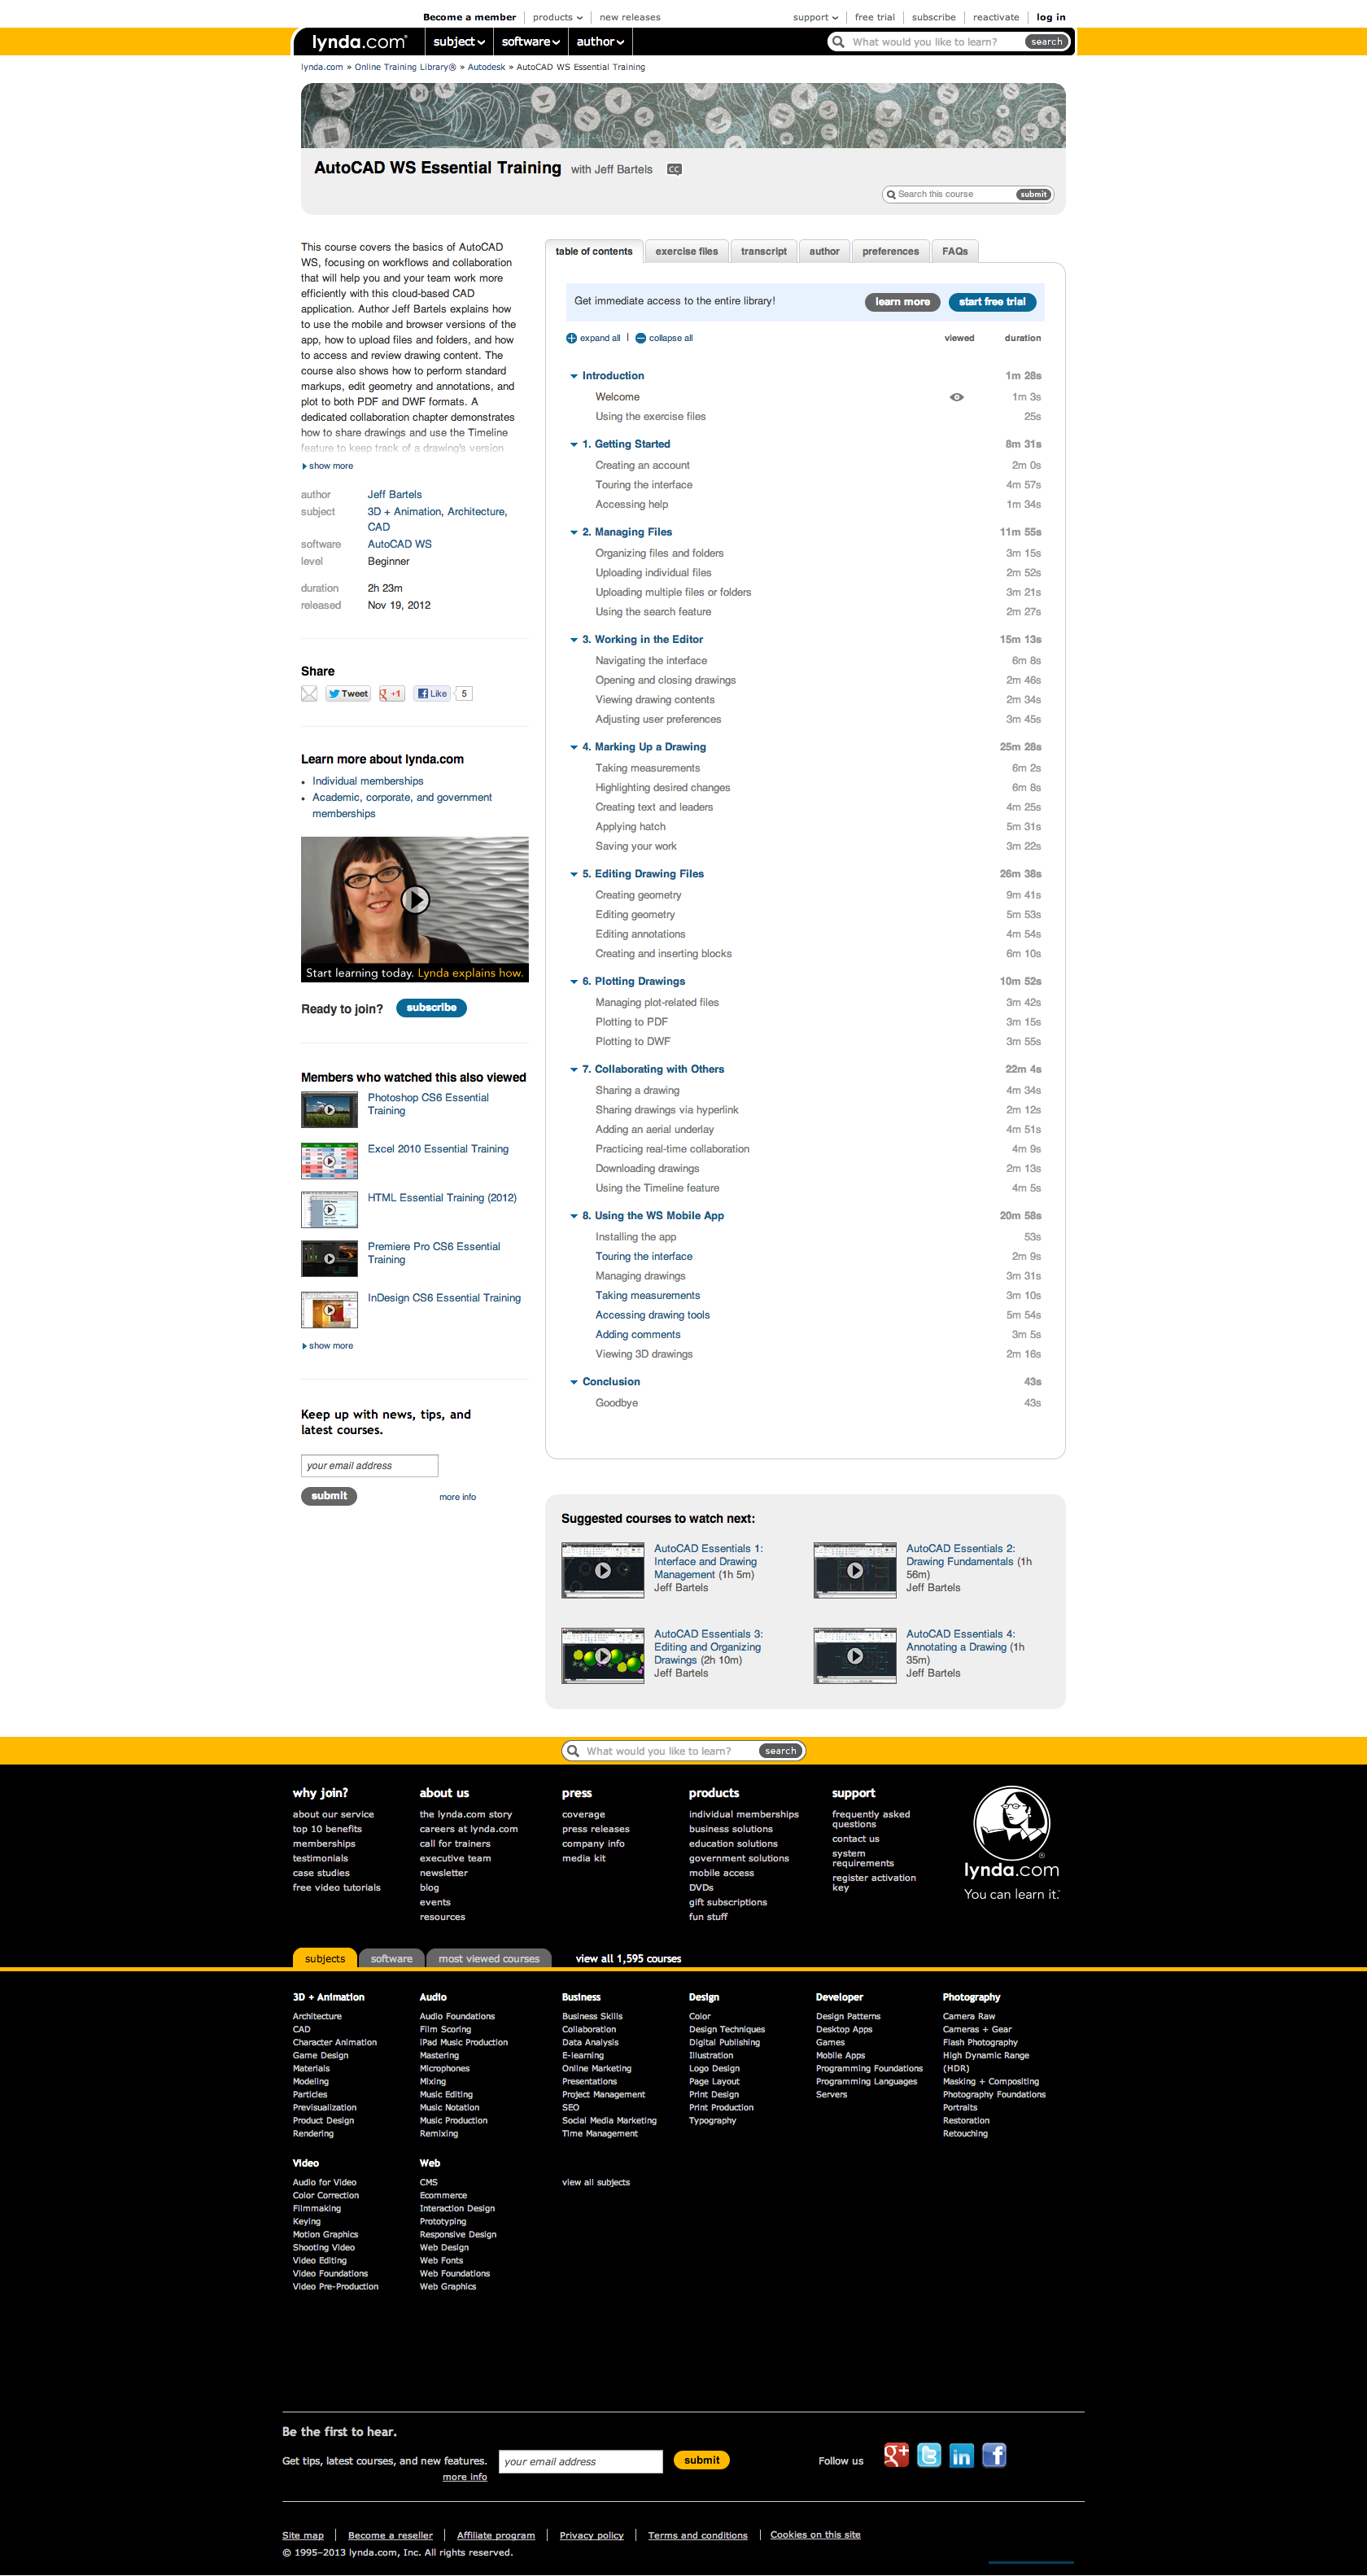 Become a member products new releases support free trial subscribe reactivate log in
lynda.com® subject software author What would you like to learn? search
lynda.com » Online Training Library® » Autodesk » AutoCAD WS Essential Training
AutoCAD WS Essential Training with Jeff Bartels CC
Search this course submit
This course covers the basics of AutoCAD
WS, focusing on workflows and collaboration
that will help you and your team work more
efficiently with this cloud-based CAD
application. Author Jeff Bartels explains how
to use the mobile and browser versions of the
app, how to upload files and folders, and how
to access and review drawing content. The
course also shows how to perform standard
markups, edit geometry and annotations, and
plot to both PDF and DWF formats. A
dedicated collaboration chapter demonstrates
how to share drawings and use the Timeline
feature to keep track of a drawing's version
show more
author Jeff Bartels
subject 3D + Animation, Architecture,
CAD
software AutoCAD WS
level Beginner
duration 2h 23m
released Nov 19, 2012
Share
Tweet +1 Like 5
Learn more about lynda.com
• Individual memberships
• Academic, corporate, and government
memberships
Start learning today. Lynda explains how.
Ready to join? subscribe
Members who watched this also viewed
Photoshop CS6 Essential
Training
Excel 2010 Essential Training
HTML Essential Training (2012)
Premiere Pro CS6 Essential
Training
InDesign CS6 Essential Training
show more
Keep up with news, tips, and
latest courses.
your email address
submit more info
table of contents exercise files transcript author preferences FAQs
Get immediate access to the entire library! learn more start free trial
expand all | collapse all viewed duration
Introduction 1m 28s
Welcome 1m 3s
Using the exercise files 25s
1. Getting Started 8m 31s
Creating an account 2m 0s
Touring the interface 4m 57s
Accessing help 1m 34s
2. Managing Files 11m 55s
Organizing files and folders 3m 15s
Uploading individual files 2m 52s
Uploading multiple files or folders 3m 21s
Using the search feature 2m 27s
3. Working in the Editor 15m 13s
Navigating the interface 6m 8s
Opening and closing drawings 2m 46s
Viewing drawing contents 2m 34s
Adjusting user preferences 3m 45s
4. Marking Up a Drawing 25m 28s
Taking measurements 6m 2s
Highlighting desired changes 6m 8s
Creating text and leaders 4m 25s
Applying hatch 5m 31s
Saving your work 3m 22s
5. Editing Drawing Files 26m 38s
Creating geometry 9m 41s
Editing geometry 5m 53s
Editing annotations 4m 54s
Creating and inserting blocks 6m 10s
6. Plotting Drawings 10m 52s
Managing plot-related files 3m 42s
Plotting to PDF 3m 15s
Plotting to DWF 3m 55s
7. Collaborating with Others 22m 4s
Sharing a drawing 4m 34s
Sharing drawings via hyperlink 2m 12s
Adding an aerial underlay 4m 51s
Practicing real-time collaboration 4m 9s
Downloading drawings 2m 13s
Using the Timeline feature 4m 5s
8. Using the WS Mobile App 20m 58s
Installing the app 53s
Touring the interface 2m 9s
Managing drawings 3m 31s
Taking measurements 3m 10s
Accessing drawing tools 5m 54s
Adding comments 3m 5s
Viewing 3D drawings 2m 16s
Conclusion 43s
Goodbye 43s
Suggested courses to watch next:
AutoCAD Essentials 1:
Interface and Drawing
Management (1h 5m)
Jeff Bartels
AutoCAD Essentials 2:
Drawing Fundamentals (1h
56m)
Jeff Bartels
AutoCAD Essentials 3:
Editing and Organizing
Drawings (2h 10m)
Jeff Bartels
AutoCAD Essentials 4:
Annotating a Drawing (1h
35m)
Jeff Bartels
What would you like to learn? search
why join?
about our service
top 10 benefits
memberships
testimonials
case studies
free video tutorials
about us
the lynda.com story
careers at lynda.com
call for trainers
executive team
newsletter
blog
events
resources
press
coverage
press releases
company info
media kit
products
individual memberships
business solutions
education solutions
government solutions
mobile access
DVDs
gift subscriptions
fun stuff
support
frequently asked
questions
contact us
system
requirements
register activation
key
®
lynda.com
You can learn it.
subjects software most viewed courses view all 1,595 courses
3D + Animation
Architecture
CAD
Character Animation
Game Design
Materials
Modeling
Particles
Previsualization
Product Design
Rendering
Audio
Audio Foundations
Film Scoring
iPad Music Production
Mastering
Microphones
Mixing
Music Editing
Music Notation
Music Production
Remixing
Business
Business Skills
Collaboration
Data Analysis
E-learning
Online Marketing
Presentations
Project Management
SEO
Social Media Marketing
Time Management
Design
Color
Design Techniques
Digital Publishing
Illustration
Logo Design
Page Layout
Print Design
Print Production
Typography
Developer
Design Patterns
Desktop Apps
Games
Mobile Apps
Programming Foundations
Programming Languages
Servers
Photography
Camera Raw
Cameras + Gear
Flash Photography
High Dynamic Range
(HDR)
Masking + Compositing
Photography Foundations
Portraits
Restoration
Retouching
Video
Audio for Video
Color Correction
Filmmaking
Keying
Motion Graphics
Shooting Video
Video Editing
Video Foundations
Video Pre-Production
Web
CMS
Ecommerce
Interaction Design
Prototyping
Responsive Design
Web Design
Web Fonts
Web Foundations
Web Graphics
view all subjects
Be the first to hear.
Get tips, latest courses, and new features. your email address submit Follow us
more info
Site map Become a reseller Affiliate program Privacy policy Terms and conditions Cookies on this site
© 1995–2013 lynda.com, Inc. All rights reserved.